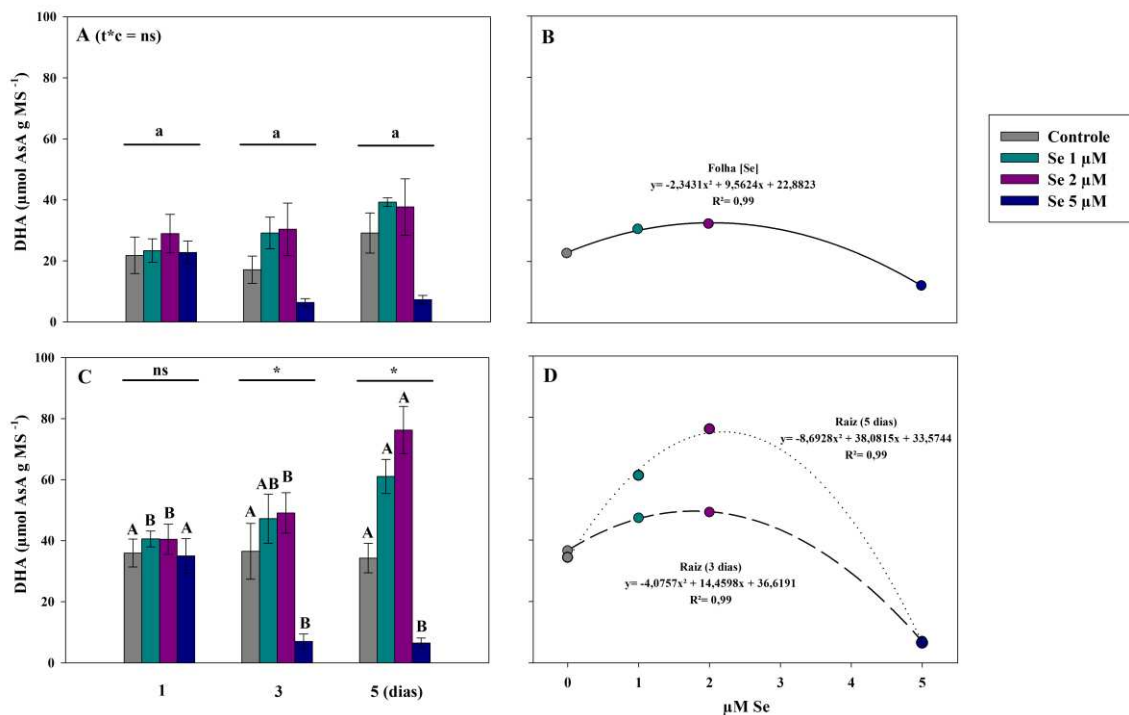 A (t*c = ns)
DHA (µmol AsA g MS ⁻¹)
100
80
60
40
20
0
a
a
a
B
Folha [Se]
y= -2,3431x² + 9,5624x + 22,8823
R²= 0,99
Controle
Se 1 µM
Se 2 µM
Se 5 µM
C
DHA (µmol AsA g MS ⁻¹)
100
80
60
40
20
0
ns
*
*
A B B A
A AB B B
A A A B
1 3 5 (dias)
D
Raiz (5 dias)
y= -8,6928x² + 38,0815x + 33,5744
R²= 0,99
Raiz (3 dias)
y= -4,0757x² + 14,4598x + 36,6191
R²= 0,99
0 1 2 3 4 5
µM Se